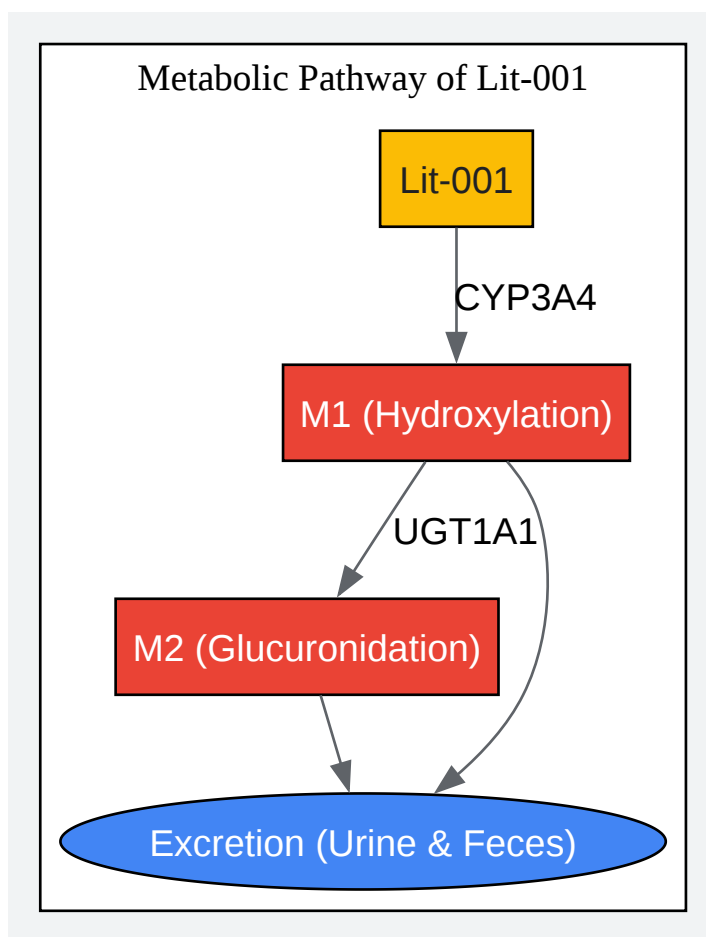 Metabolic Pathway of Lit-001
Lit-001
CYP3A4
M1 (Hydroxylation)
UGT1A1
M2 (Glucuronidation)
Excretion (Urine & Feces)